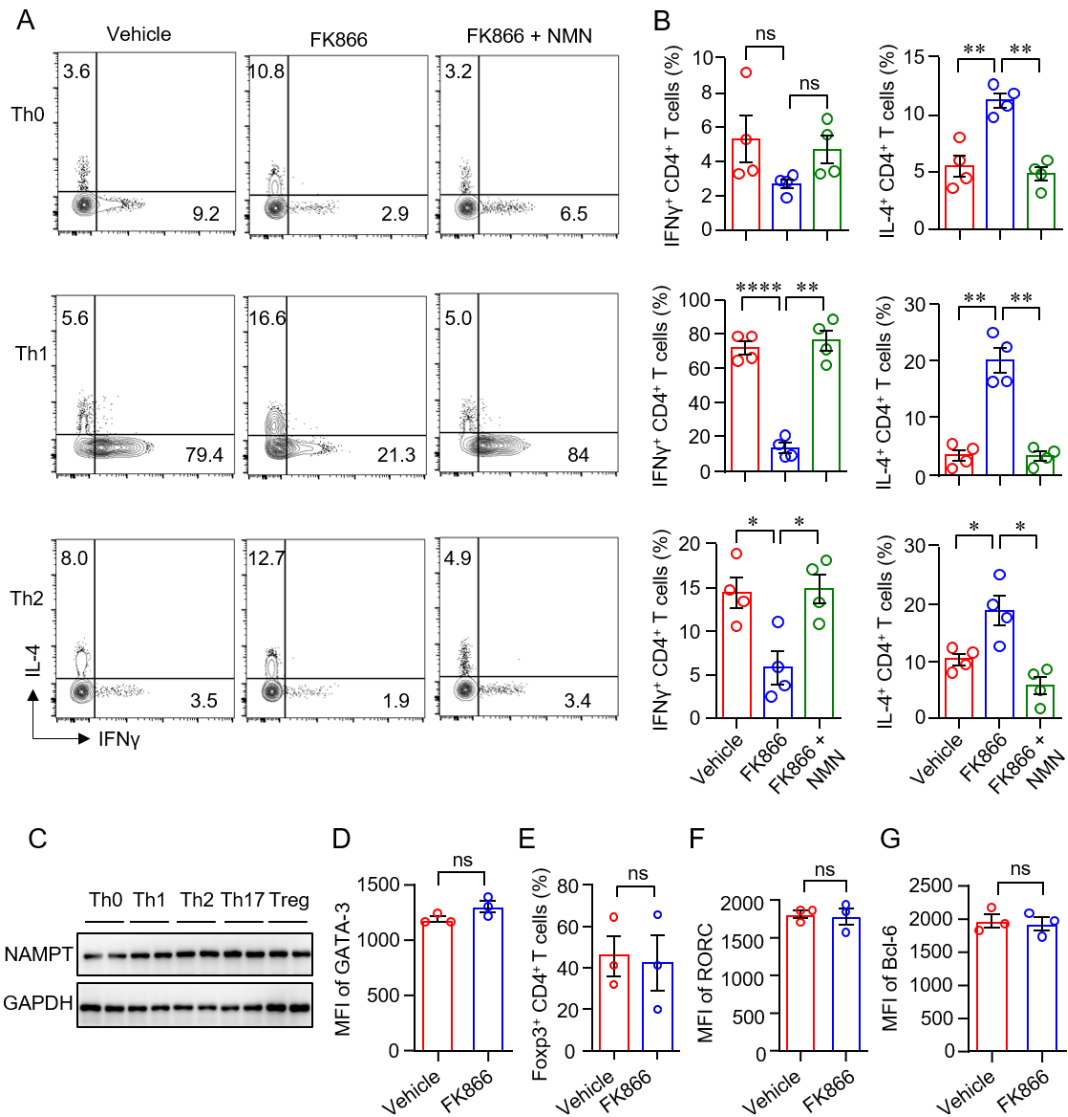 A
B
Vehicle
FK866
FK866 + NMN
Th0
3.6
9.2
10.8
2.9
3.2
6.5
Th1
5.6
79.4
16.6
21.3
5.0
84
Th2
8.0
3.5
12.7
1.9
4.9
3.4
IL-4
IFNγ
IFNγ⁺ CD4⁺ T cells (%)
10
8
6
4
2
0
ns
ns
IL-4⁺ CD4⁺ T cells (%)
15
10
5
0
**
**
IFNγ⁺ CD4⁺ T cells (%)
100
80
60
40
20
0
****
**
IL-4⁺ CD4⁺ T cells (%)
30
20
10
0
**
**
IFNγ⁺ CD4⁺ T cells (%)
20
15
10
5
0
*
*
Vehicle
FK866
FK866 +
NMN
IL-4⁺ CD4⁺ T cells (%)
30
20
10
0
*
*
Vehicle
FK866
FK866 +
NMN
C
Th0 Th1 Th2 Th17 Treg
NAMPT
GAPDH
D
MFI of GATA-3
1500
1000
500
0
ns
Vehicle
FK866
E
Foxp3⁺ CD4⁺ T cells (%)
80
60
40
20
0
ns
Vehicle
FK866
F
MFI of RORC
2000
1500
1000
500
0
ns
Vehicle
FK866
G
MFI of Bcl-6
2500
2000
1500
1000
500
0
ns
Vehicle
FK866